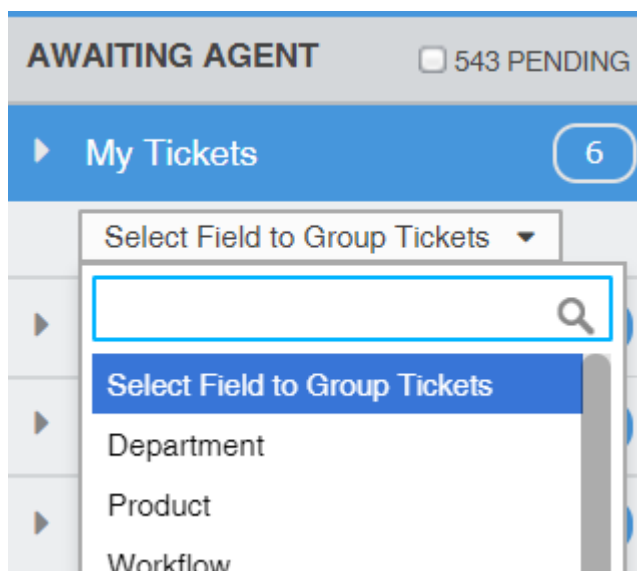 AWAITING AGENT 543 PENDING
My Tickets 6
Select Field to Group Tickets
Select Field to Group Tickets
Department
Product
Workflow